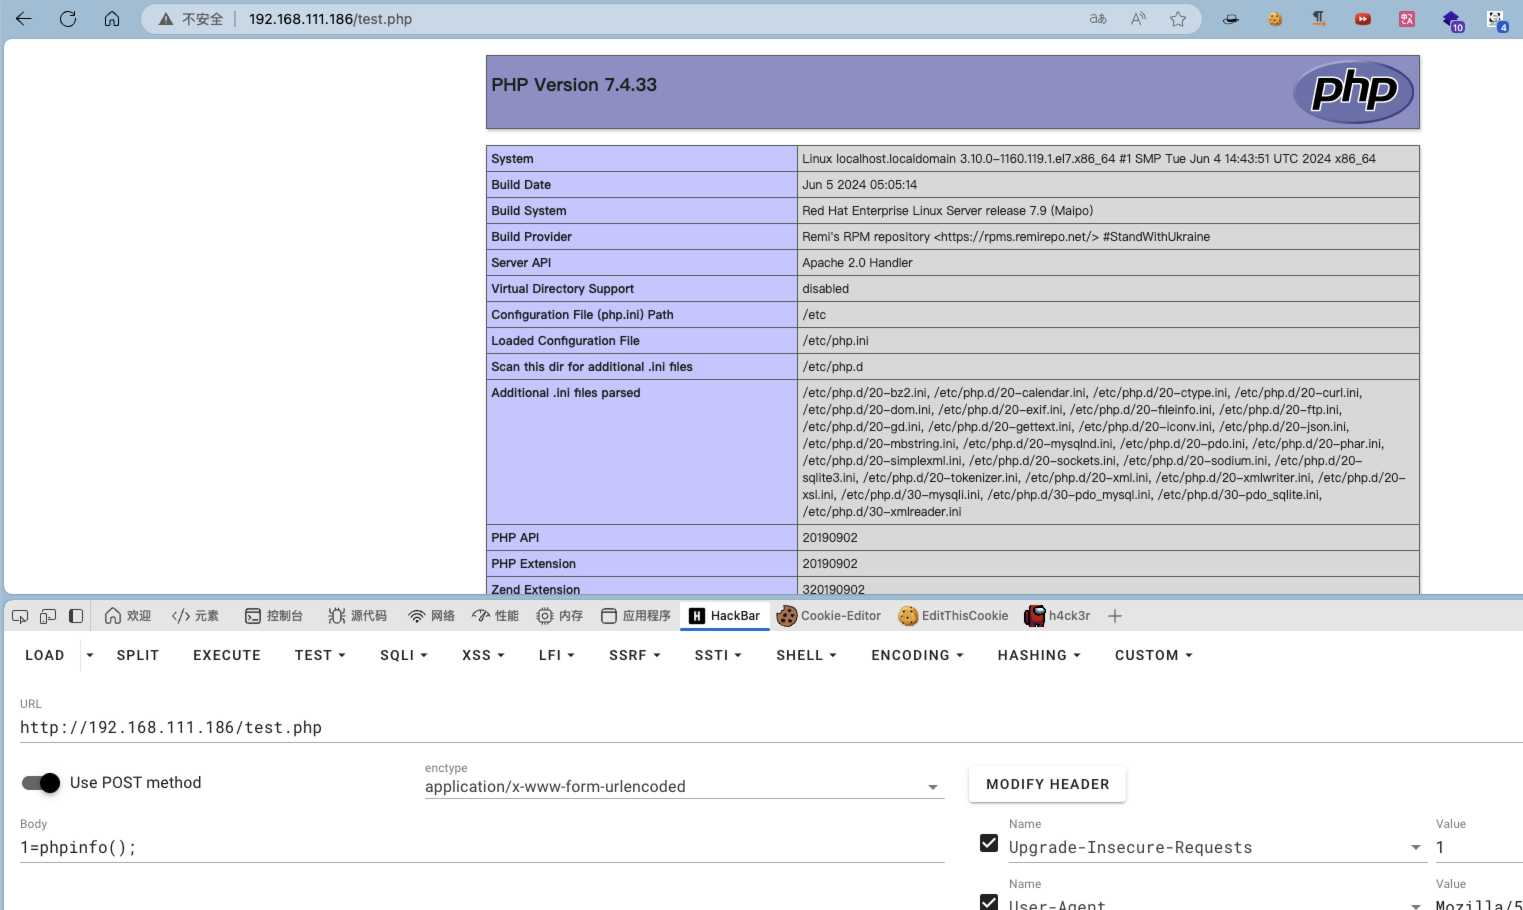 不安全 192.168.111.186/test.php
aあ
A
10
4
PHP Version 7.4.33
php
System Linux localhost.localdomain 3.10.0-1160.119.1.el7.x86_64 #1 SMP Tue Jun 4 14:43:51 UTC 2024 x86_64
Build Date Jun 5 2024 05:05:14
Build System Red Hat Enterprise Linux Server release 7.9 (Maipo)
Build Provider Remi's RPM repository <https://rpms.remirepo.net/> #StandWithUkraine
Server API Apache 2.0 Handler
Virtual Directory Support disabled
Configuration File (php.ini) Path /etc
Loaded Configuration File /etc/php.ini
Scan this dir for additional .ini files /etc/php.d
Additional .ini files parsed /etc/php.d/20-bz2.ini, /etc/php.d/20-calendar.ini, /etc/php.d/20-ctype.ini, /etc/php.d/20-curl.ini,
/etc/php.d/20-dom.ini, /etc/php.d/20-exif.ini, /etc/php.d/20-fileinfo.ini, /etc/php.d/20-ftp.ini,
/etc/php.d/20-gd.ini, /etc/php.d/20-gettext.ini, /etc/php.d/20-iconv.ini, /etc/php.d/20-json.ini,
/etc/php.d/20-mbstring.ini, /etc/php.d/20-mysqlnd.ini, /etc/php.d/20-pdo.ini, /etc/php.d/20-phar.ini,
/etc/php.d/20-simplexml.ini, /etc/php.d/20-sockets.ini, /etc/php.d/20-sodium.ini, /etc/php.d/20-
sqlite3.ini, /etc/php.d/20-tokenizer.ini, /etc/php.d/20-xml.ini, /etc/php.d/20-xmlwriter.ini, /etc/php.d/20-
xsl.ini, /etc/php.d/30-mysqli.ini, /etc/php.d/30-pdo_mysql.ini, /etc/php.d/30-pdo_sqlite.ini,
/etc/php.d/30-xmlreader.ini
PHP API 20190902
PHP Extension 20190902
Zend Extension 320190902
欢迎 元素 控制台 源代码 网络 性能 内存 应用程序 H HackBar Cookie-Editor EditThisCookie h4ck3r
LOAD SPLIT EXECUTE TEST SQLI XSS LFI SSRF SSTI SHELL ENCODING HASHING CUSTOM
URL
http://192.168.111.186/test.php
Use POST method
enctype
application/x-www-form-urlencoded
MODIFY HEADER
Body
1=phpinfo();
Name Value
Upgrade-Insecure-Requests 1
Name Value
User-Agent Mozilla/5